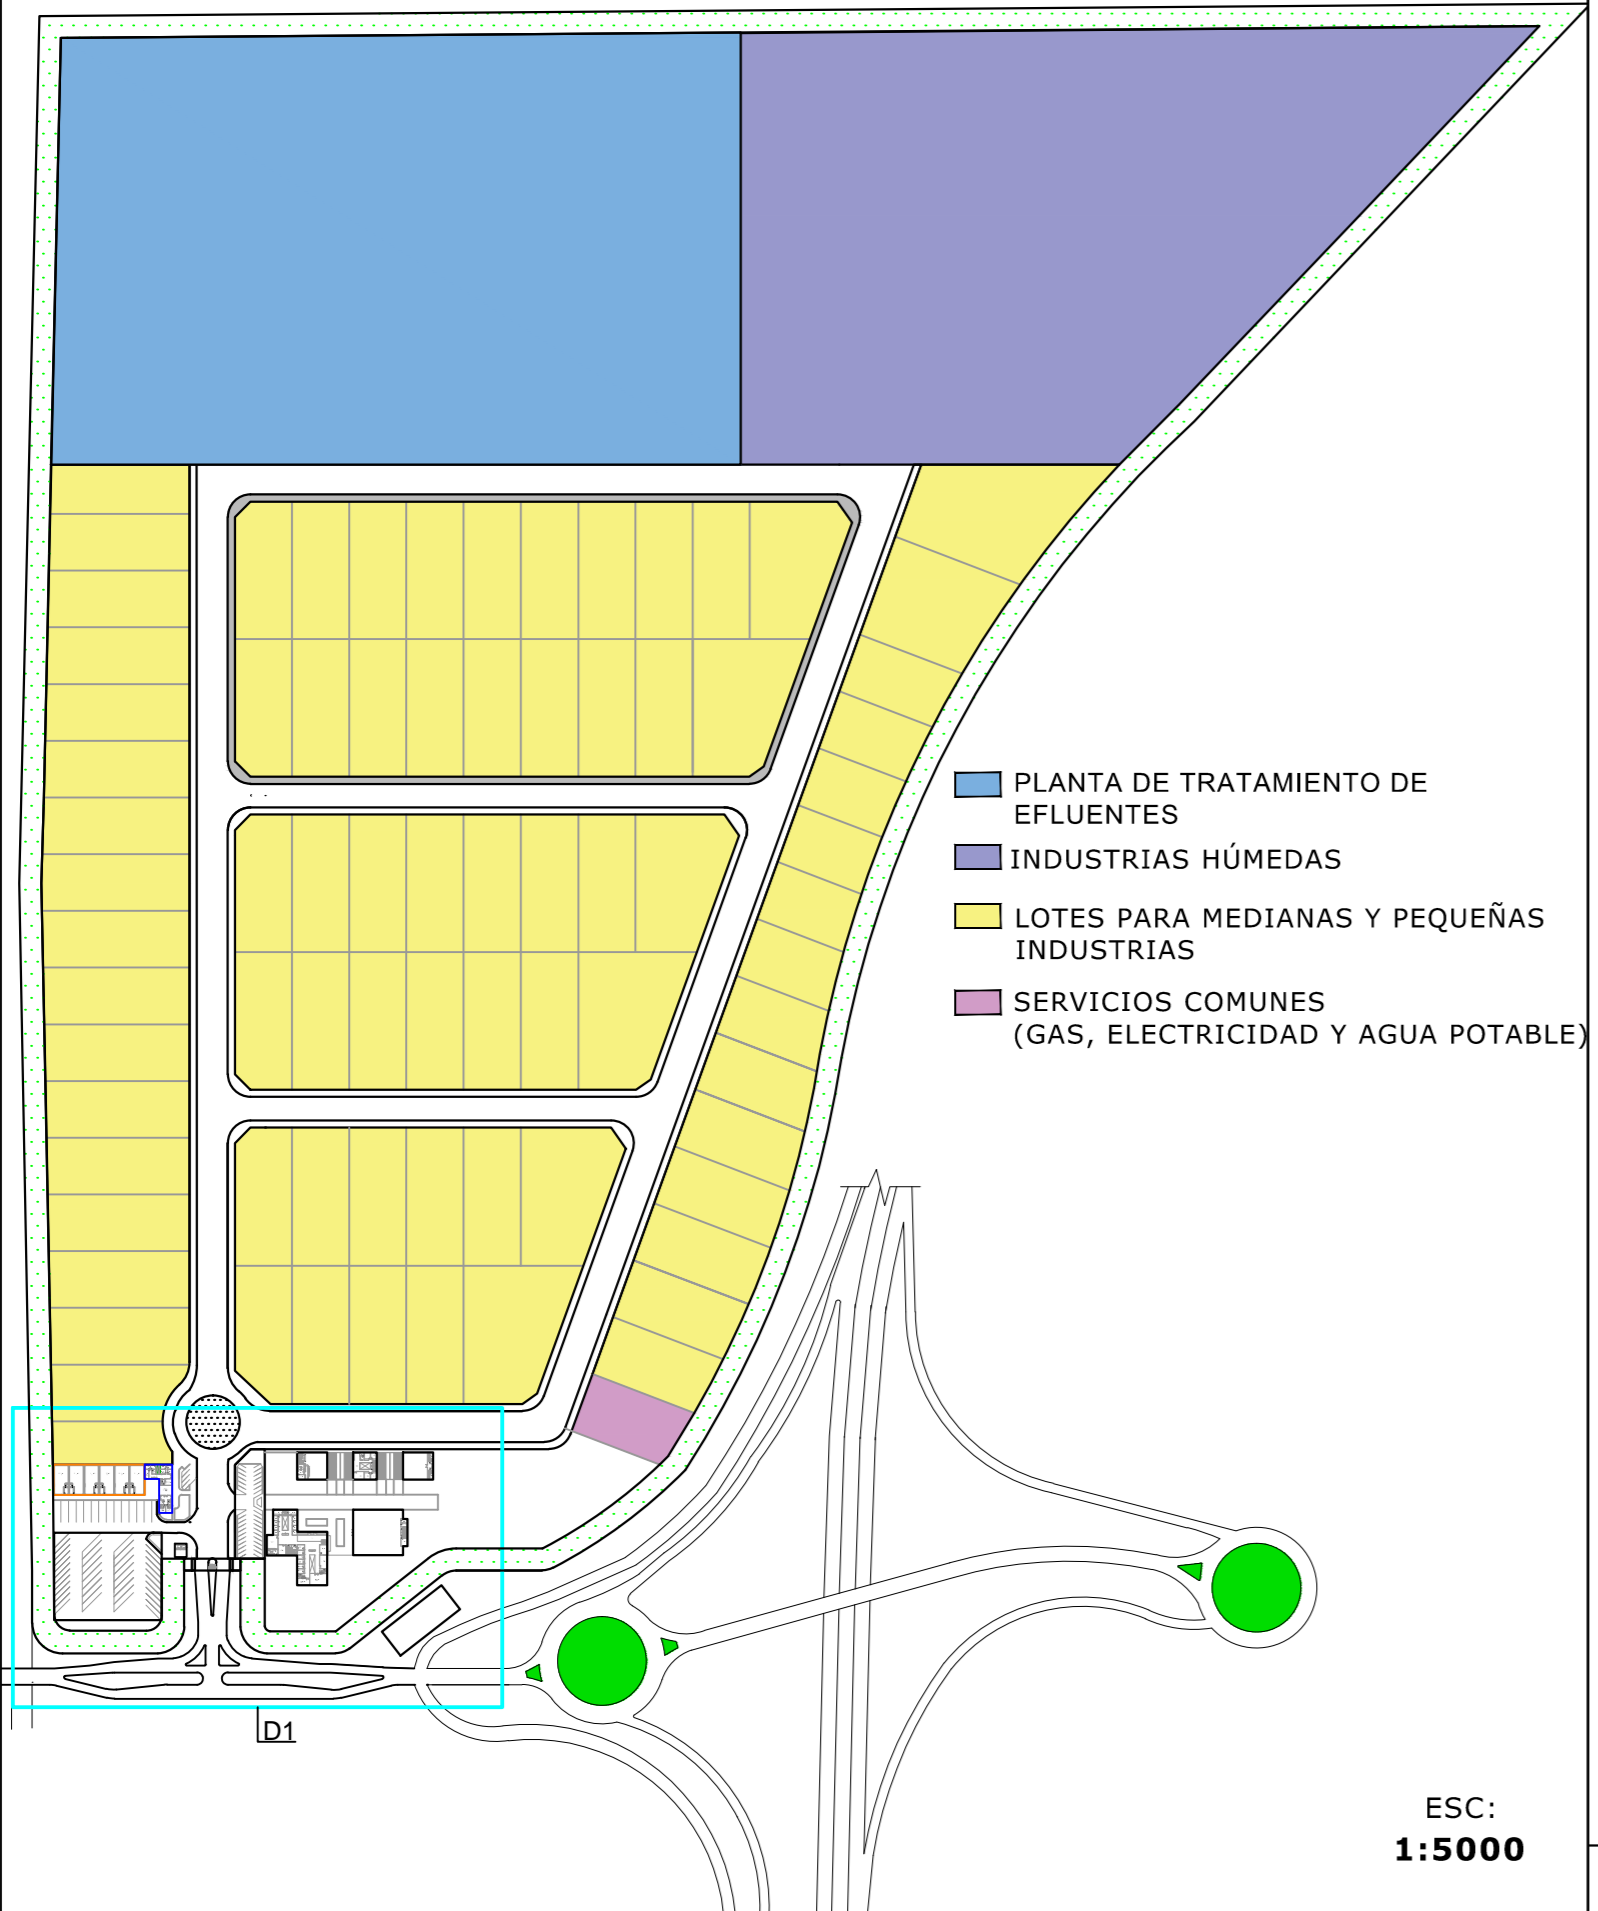 PLANTA DE TRATAMIENTO DE
EFLUENTES
INDUSTRIAS HÚMEDAS
LOTES PARA MEDIANAS Y PEQUEÑAS
INDUSTRIAS
SERVICIOS COMUNES
(GAS, ELECTRICIDAD Y AGUA POTABLE)
D1
ESC:
1:5000